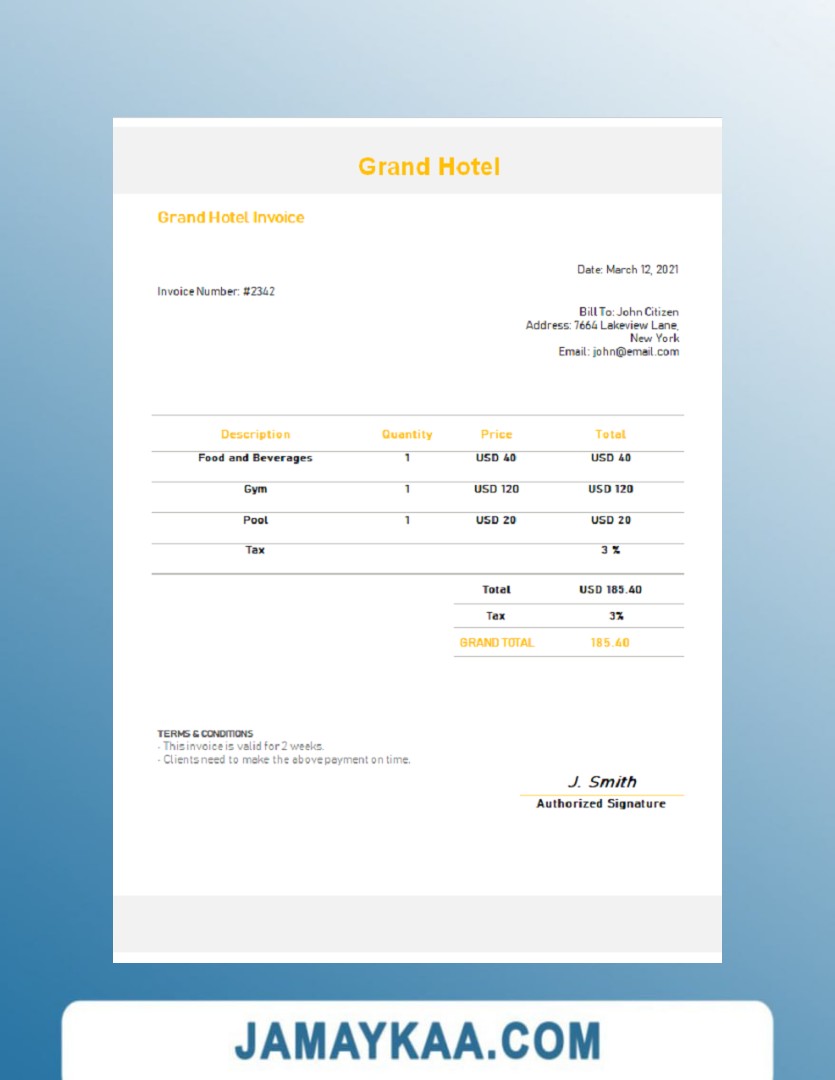 Grand Hotel
Grand Hotel Invoice
Date: March 12, 2021
Invoice Number: #2342
Bill To: John Citizen
Address: 7664 Lakeview Lane,
New York
Email: john@email.com
Description Quantity Price Total
Food and Beverages 1 USD 40 USD 40
Gym 1 USD 120 USD 120
Pool 1 USD 20 USD 20
Tax 3 %
Total USD 185.40
Tax 3%
GRAND TOTAL 185.40
TERMS & CONDITIONS
- This invoice is valid for 2 weeks.
- Clients need to make the above payment on time.
J. Smith
Authorized Signature
JAMAYKAA.COM